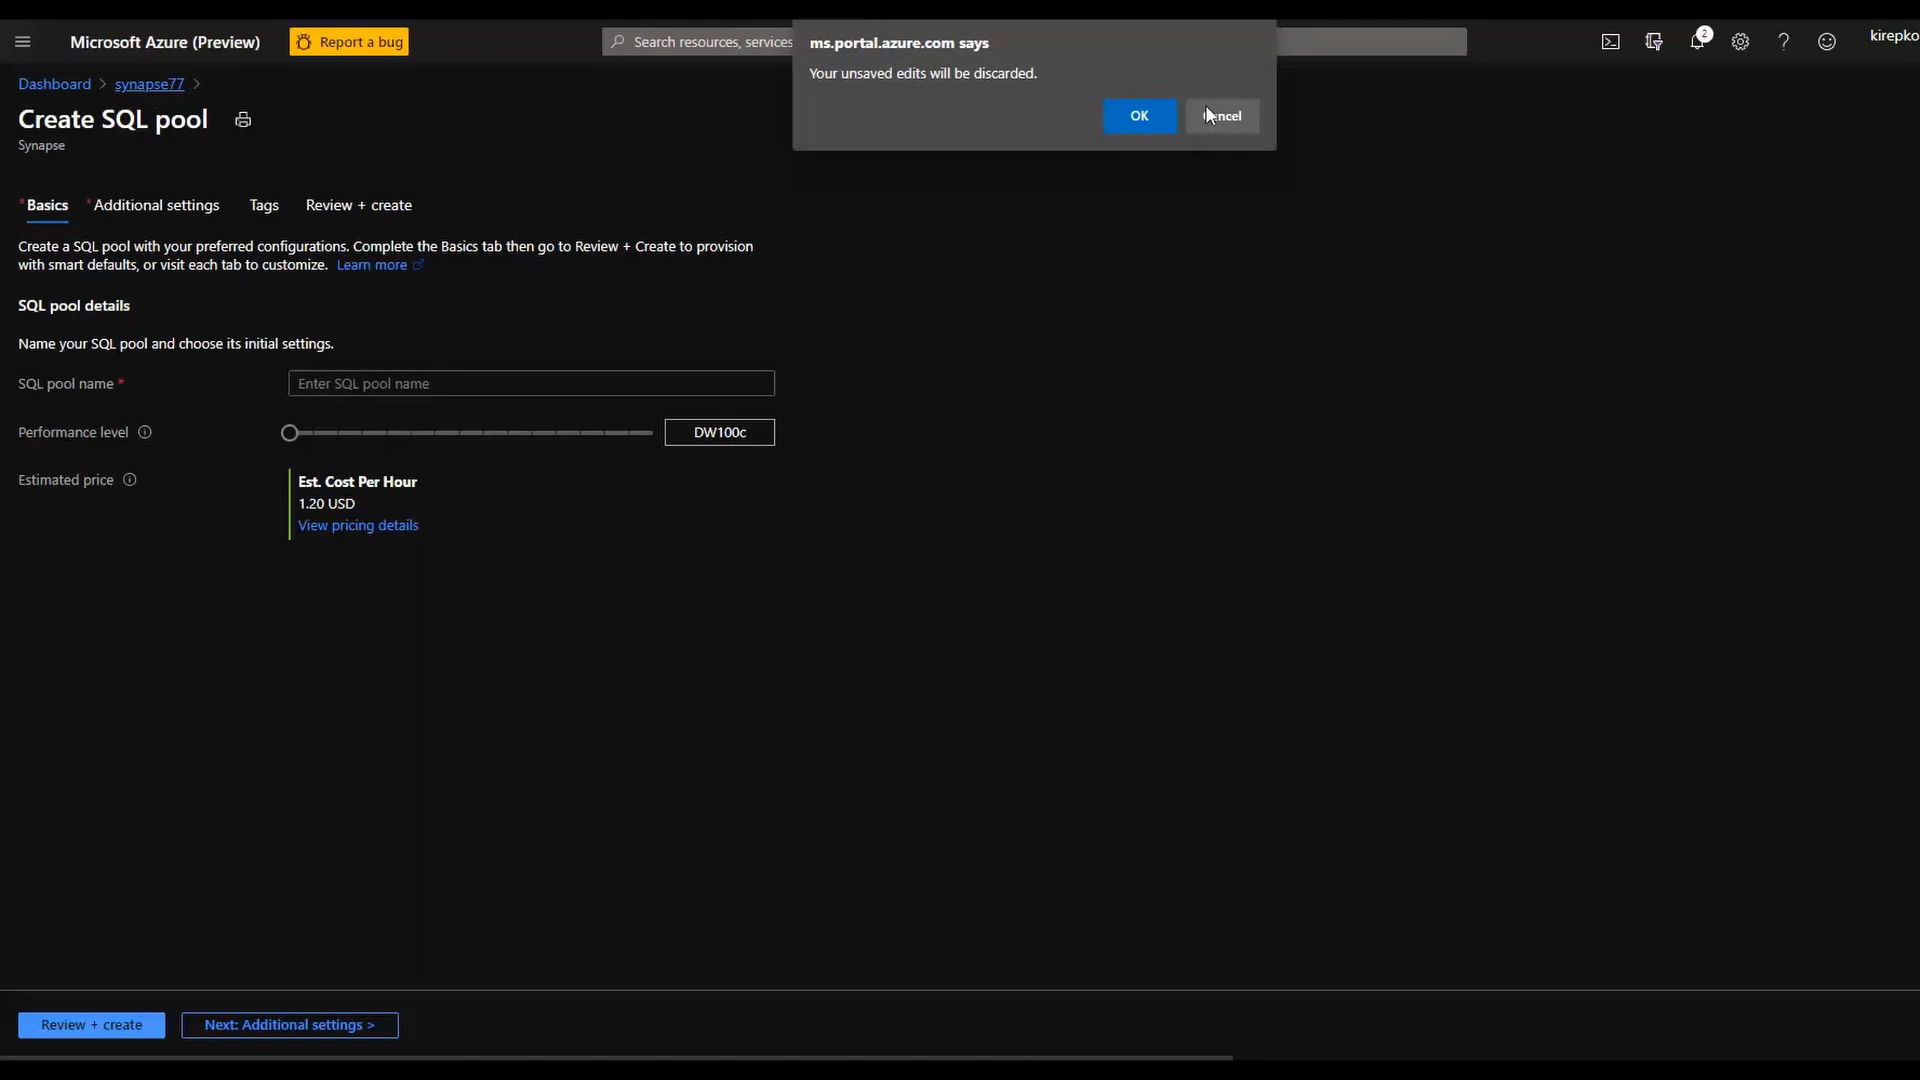 Microsoft Azure (Preview)
Report a bug
Search resources, services
2
kirepko
ms.portal.azure.com says
Your unsaved edits will be discarded.
OK
Dashboard > synapse77 >
Create SQL pool
Synapse
* Basics * Additional settings Tags Review + create
Create a SQL pool with your preferred configurations. Complete the Basics tab then go to Review + Create to provision
with smart defaults, or visit each tab to customize. Learn more
SQL pool details
Name your SQL pool and choose its initial settings.
SQL pool name * Enter SQL pool name
Performance level DW100c
Estimated price
Est. Cost Per Hour
1.20 USD
View pricing details
Review + create
Next: Additional settings >